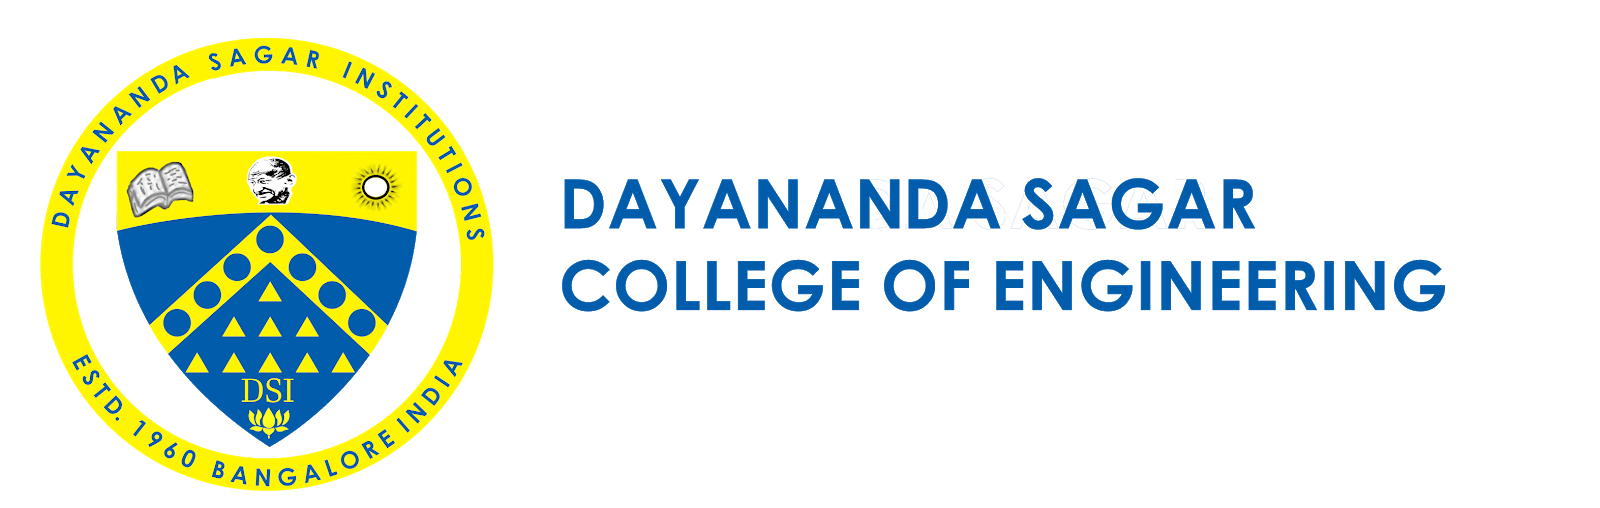 DAYANANDA SAGAR INSTITUTIONS
DSI
ESTD. 1960 BANGALORE INDIA
DAYANANDA SAGAR
COLLEGE OF ENGINEERING